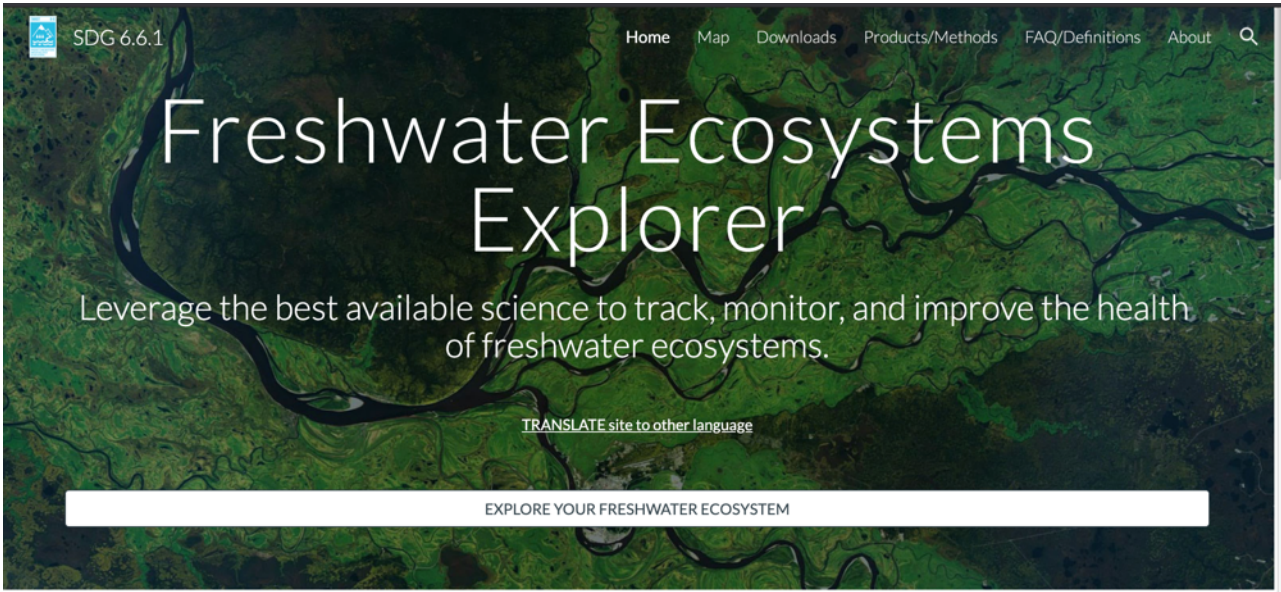 SDG 6.6.1
Home
Map
Downloads
Products/Methods
FAQ/Definitions
About
Freshwater Ecosystems
Explorer
Leverage the best available science to track, monitor, and improve the health
of freshwater ecosystems.
TRANSLATE site to other language
EXPLORE YOUR FRESHWATER ECOSYSTEM